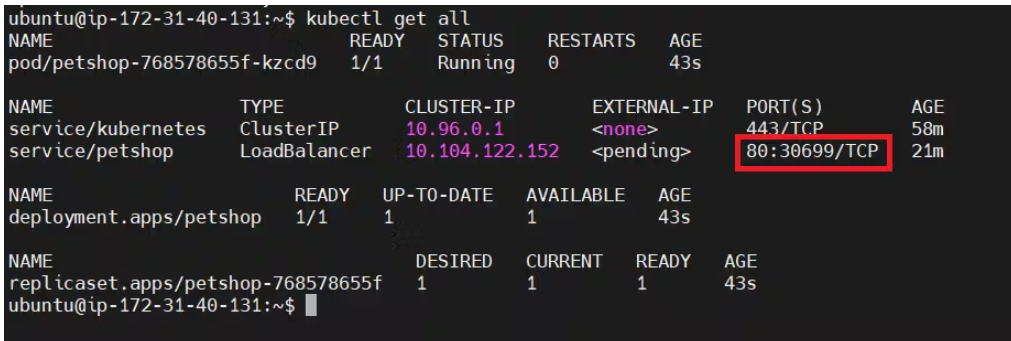 ubuntu@ip-172-31-40-131:~$ kubectl get all
NAME READY STATUS RESTARTS AGE
pod/petshop-768578655f-kzcd9 1/1 Running 0 43s
NAME TYPE CLUSTER-IP EXTERNAL-IP PORT(S) AGE
service/kubernetes ClusterIP 10.96.0.1 <none> 443/TCP 58m
service/petshop LoadBalancer 10.104.122.152 <pending> 80:30699/TCP 21m
NAME READY UP-TO-DATE AVAILABLE AGE
deployment.apps/petshop 1/1 1 1 43s
NAME DESIRED CURRENT READY AGE
replicaset.apps/petshop-768578655f 1 1 1 43s
ubuntu@ip-172-31-40-131:~$